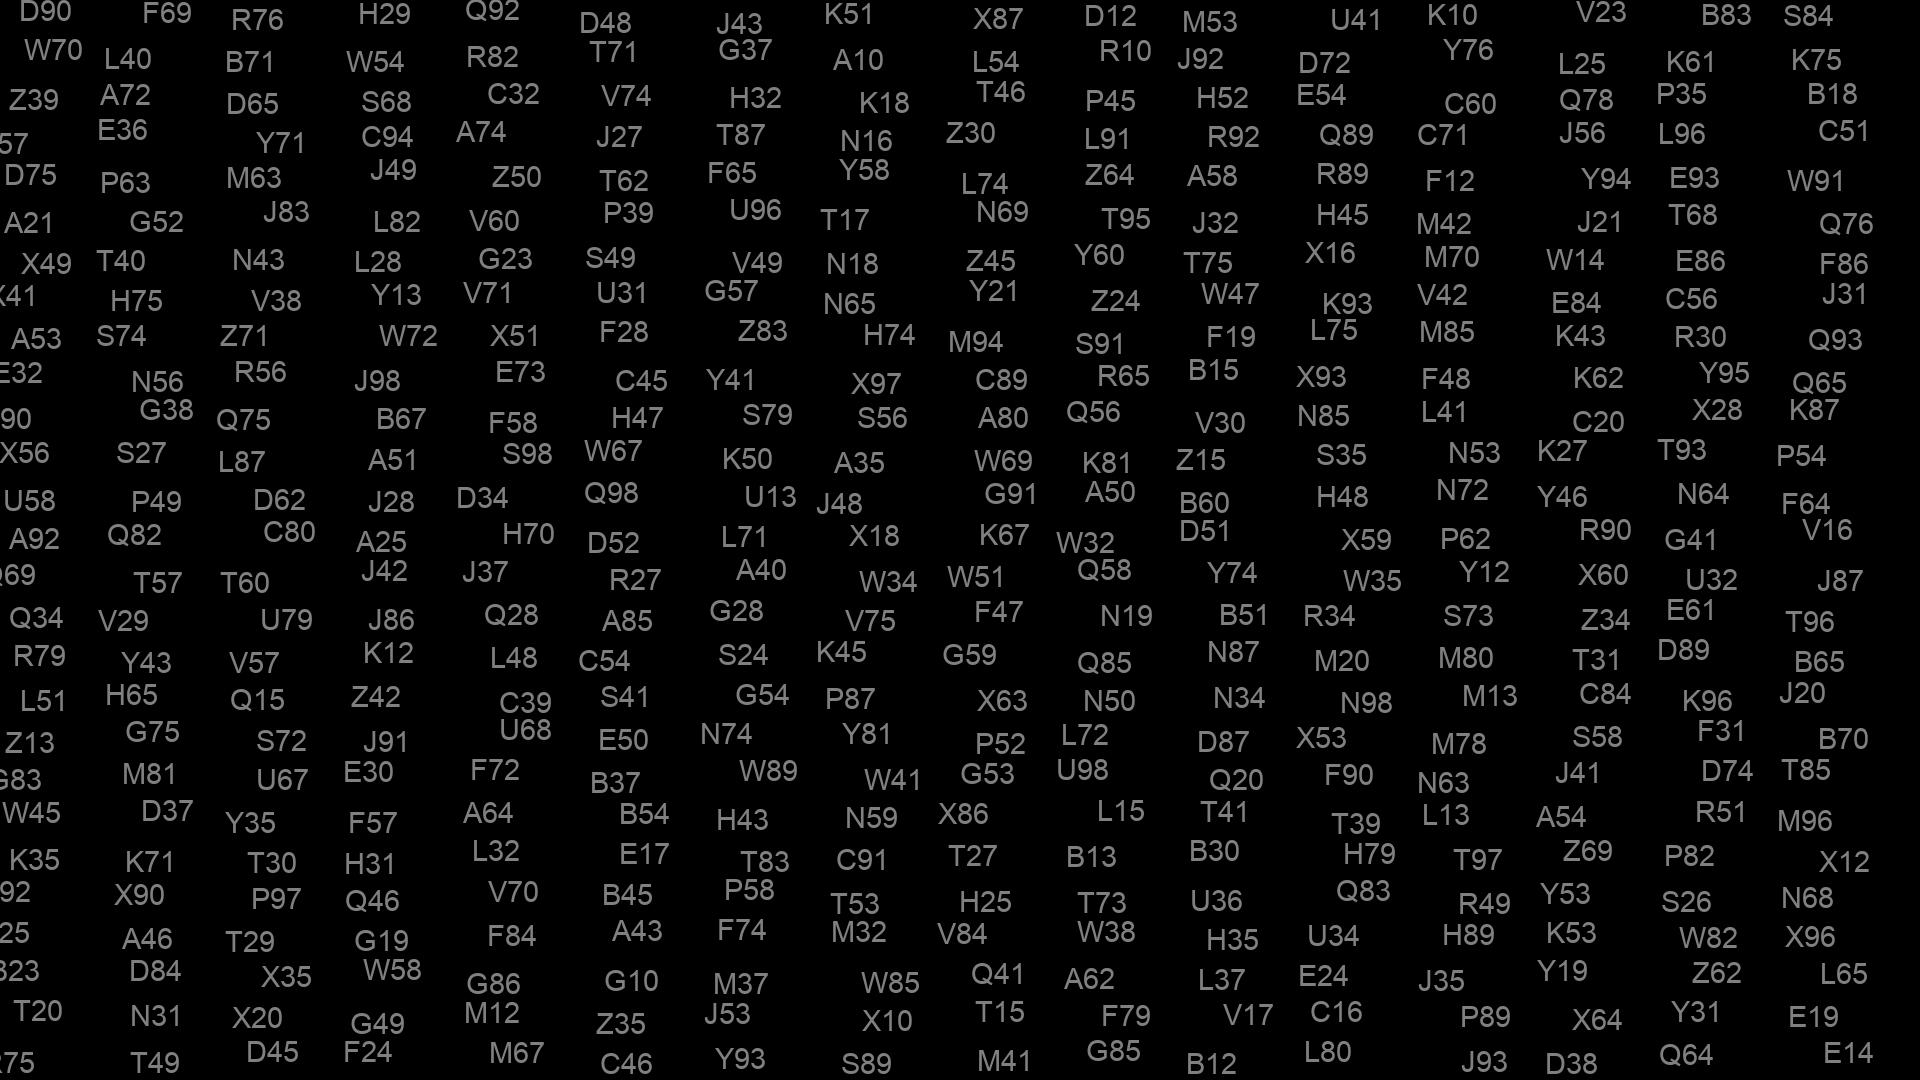 D90 F69 R76 H29 Q92 D48 J43 K51 X87 D12 M53 U41 K10 V23 B83 S84
W70 L40 B71 W54 R82 T71 G37 A10 L54 R10 J92 D72 Y76 L25 K61 K75
Z39 A72 D65 S68 C32 V74 H32 K18 T46 P45 H52 E54 C60 Q78 P35 B18
57 E36 Y71 C94 A74 J27 T87 N16 Z30 L91 R92 Q89 C71 J56 L96 C51
D75 P63 M63 J49 Z50 T62 F65 Y58 L74 Z64 A58 R89 F12 Y94 E93 W91
A21 G52 J83 L82 V60 P39 U96 T17 N69 T95 J32 H45 M42 J21 T68 Q76
X49 T40 N43 L28 G23 S49 V49 N18 Z45 Y60 T75 X16 M70 W14 E86 F86
X41 H75 V38 Y13 V71 U31 G57 N65 Y21 Z24 W47 K93 V42 E84 C56 J31
A53 S74 Z71 W72 X51 F28 Z83 H74 M94 S91 F19 L75 M85 K43 R30 Q93
E32 N56 R56 J98 E73 C45 Y41 X97 C89 R65 B15 X93 F48 K62 Y95 Q65
90 G38 Q75 B67 F58 H47 S79 S56 A80 Q56 V30 N85 L41 C20 X28 K87
X56 S27 L87 A51 S98 W67 K50 A35 W69 K81 Z15 S35 N53 K27 T93 P54
U58 P49 D62 J28 D34 Q98 U13 J48 G91 A50 B60 H48 N72 Y46 N64 F64
A92 Q82 C80 A25 H70 D52 L71 X18 K67 W32 D51 X59 P62 R90 G41 V16
Q69 T57 T60 J42 J37 R27 A40 W34 W51 Q58 Y74 W35 Y12 X60 U32 J87
Q34 V29 U79 J86 Q28 A85 G28 V75 F47 N19 B51 R34 S73 Z34 E61 T96
R79 Y43 V57 K12 L48 C54 S24 K45 G59 Q85 N87 M20 M80 T31 D89 B65
L51 H65 Q15 Z42 C39 S41 G54 P87 X63 N50 N34 N98 M13 C84 K96 J20
Z13 G75 S72 J91 U68 E50 N74 Y81 P52 L72 D87 X53 M78 S58 F31 B70
G83 M81 U67 E30 F72 B37 W89 W41 G53 U98 Q20 F90 N63 J41 D74 T85
W45 D37 Y35 F57 A64 B54 H43 N59 X86 L15 T41 T39 L13 A54 R51 M96
K35 K71 T30 H31 L32 E17 T83 C91 T27 B13 B30 H79 T97 Z69 P82 X12
92 X90 P97 Q46 V70 B45 P58 T53 H25 T73 U36 Q83 R49 Y53 S26 N68
25 A46 T29 G19 F84 A43 F74 M32 V84 W38 H35 U34 H89 K53 W82 X96
B23 D84 X35 W58 G86 G10 M37 W85 Q41 A62 L37 E24 J35 Y19 Z62 L65
T20 N31 X20 G49 M12 Z35 J53 X10 T15 F79 V17 C16 P89 X64 Y31 E19
R75 T49 D45 F24 M67 C46 Y93 S89 M41 G85 B12 L80 J93 D38 Q64 E14